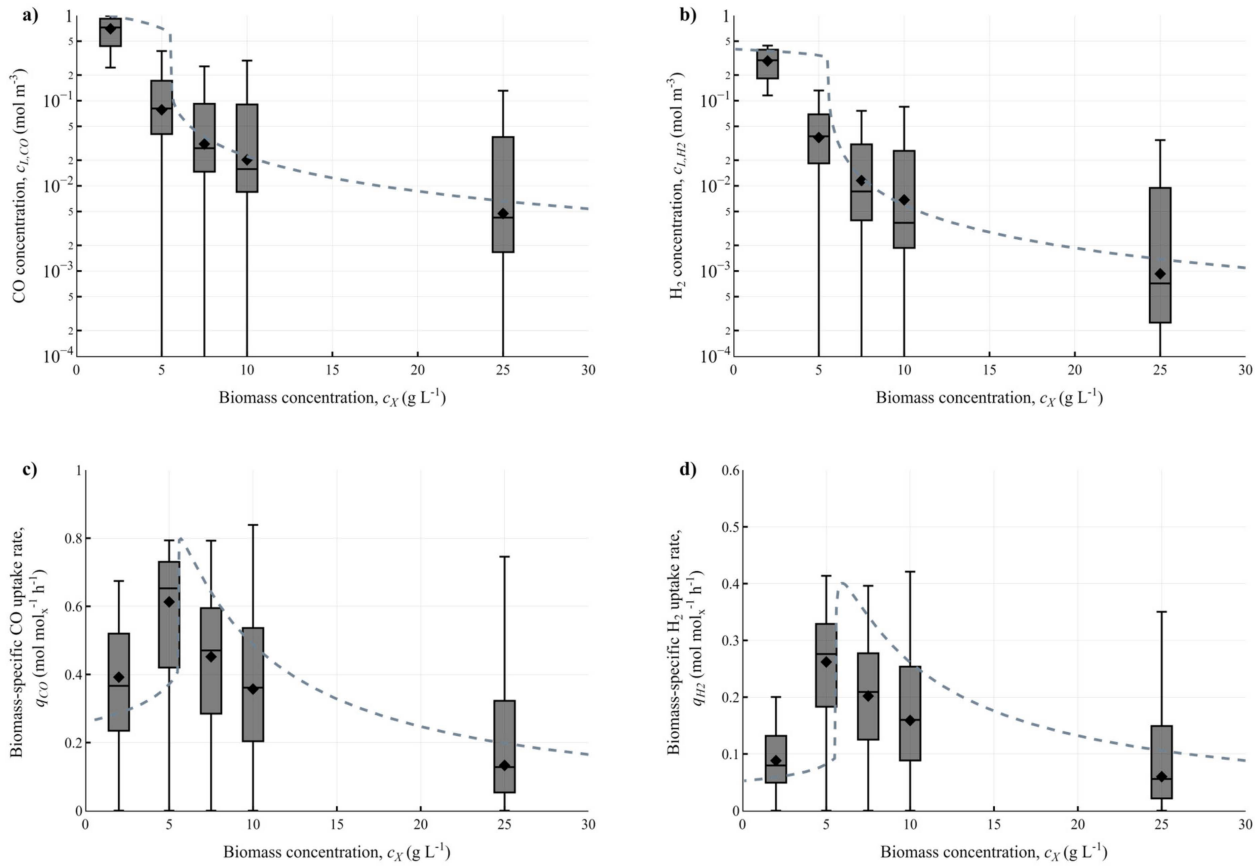 a)
1
5
2
10⁻¹
5
2
10⁻²
5
2
10⁻³
5
2
10⁻⁴
CO concentration, c_L,CO (mol m⁻³)
0 5 10 15 20 25 30
Biomass concentration, c_X (g L⁻¹)
b)
1
5
2
10⁻¹
5
2
10⁻²
5
2
10⁻³
5
2
10⁻⁴
H₂ concentration, c_L,H2 (mol m⁻³)
0 5 10 15 20 25 30
Biomass concentration, c_X (g L⁻¹)
c)
1
0.8
0.6
0.4
0.2
0
Biomass-specific CO uptake rate,
q_CO (mol molₓ⁻¹ h⁻¹)
0 5 10 15 20 25 30
Biomass concentration, c_X (g L⁻¹)
d)
0.6
0.5
0.4
0.3
0.2
0.1
0
Biomass-specific H₂ uptake rate,
q_H2 (mol molₓ⁻¹ h⁻¹)
0 5 10 15 20 25 30
Biomass concentration, c_X (g L⁻¹)